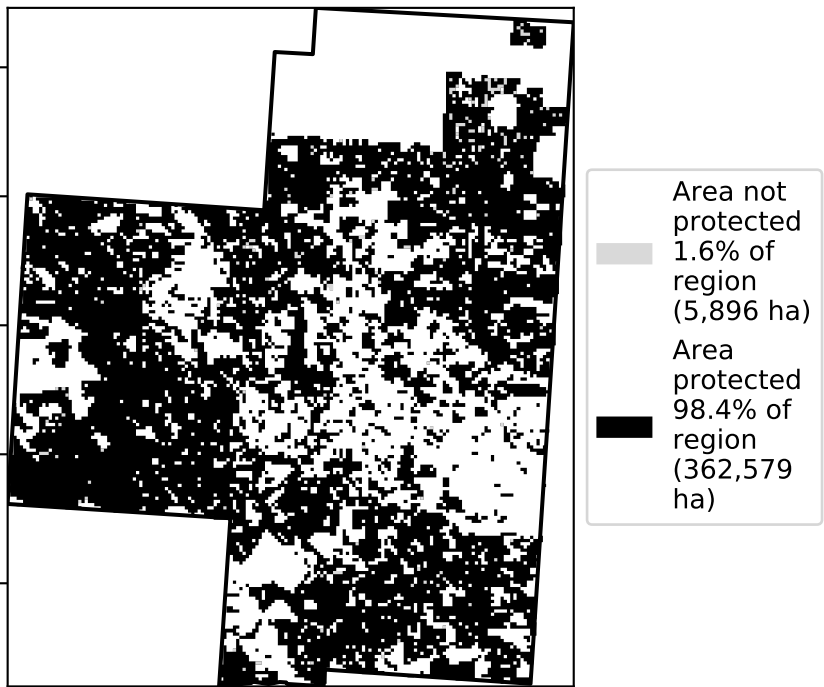 Area not
protected
1.6% of
region
(5,896 ha)
Area
protected
98.4% of
region
(362,579
ha)